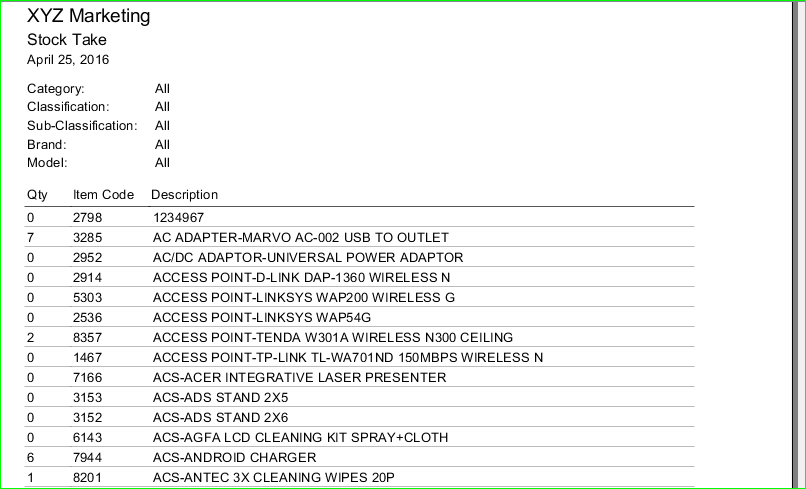 XYZ Marketing
Stock Take
April 25, 2016
Category: All
Classification: All
Sub-Classification: All
Brand: All
Model: All
Qty Item Code Description
0 2798 1234967
7 3285 AC ADAPTER-MARVO AC-002 USB TO OUTLET
0 2952 AC/DC ADAPTOR-UNIVERSAL POWER ADAPTOR
0 2914 ACCESS POINT-D-LINK DAP-1360 WIRELESS N
0 5303 ACCESS POINT-LINKSYS WAP200 WIRELESS G
0 2536 ACCESS POINT-LINKSYS WAP54G
2 8357 ACCESS POINT-TENDA W301A WIRELESS N300 CEILING
0 1467 ACCESS POINT-TP-LINK TL-WA701ND 150MBPS WIRELESS N
0 7166 ACS-ACER INTEGRATIVE LASER PRESENTER
0 3153 ACS-ADS STAND 2X5
0 3152 ACS-ADS STAND 2X6
0 6143 ACS-AGFA LCD CLEANING KIT SPRAY+CLOTH
6 7944 ACS-ANDROID CHARGER
1 8201 ACS-ANTEC 3X CLEANING WIPES 20P